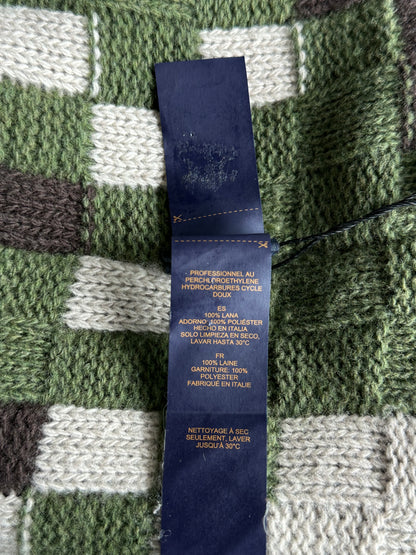 PROFESSIONNEL AU
PERCHLOROETHYLENE
HYDROCARBURES CYCLE
DOUX
ES
100% LANA
ADORNO: 100% POLIÉSTER
HECHO EN ITALIA
SOLO LIMPIEZA EN SECO,
LAVAR HASTA 30°C
FR
100% LAINE
GARNITURE: 100%
POLYESTER
FABRIQUÉ EN ITALIE
NETTOYAGE À SEC
SEULEMENT, LAVER
JUSQU'À 30°C